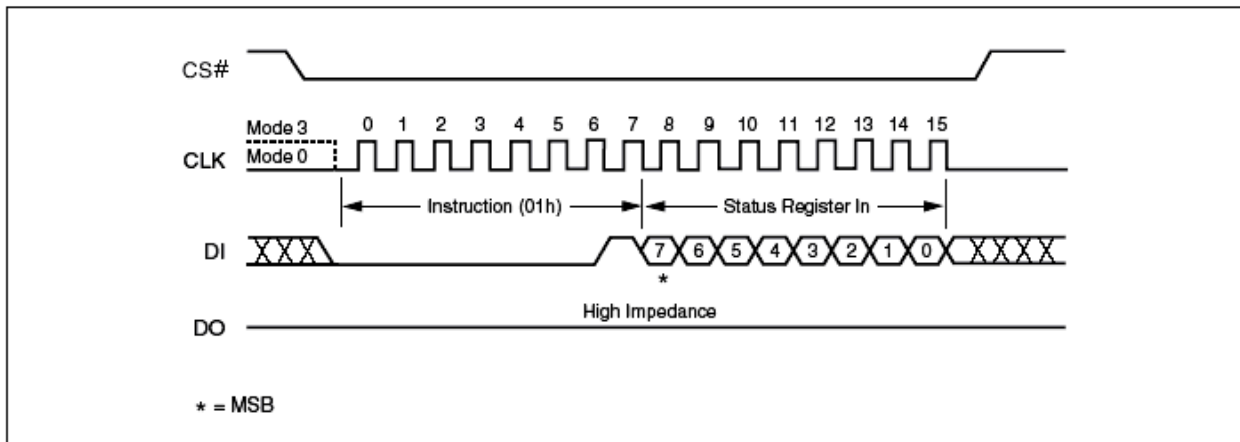 CS#
Mode 3
0 1 2 3 4 5 6 7 8 9 10 11 12 13 14 15
CLK
Mode 0
Instruction (01h)
Status Register In
DI
7 6 5 4 3 2 1 0
*
High Impedance
DO
* = MSB